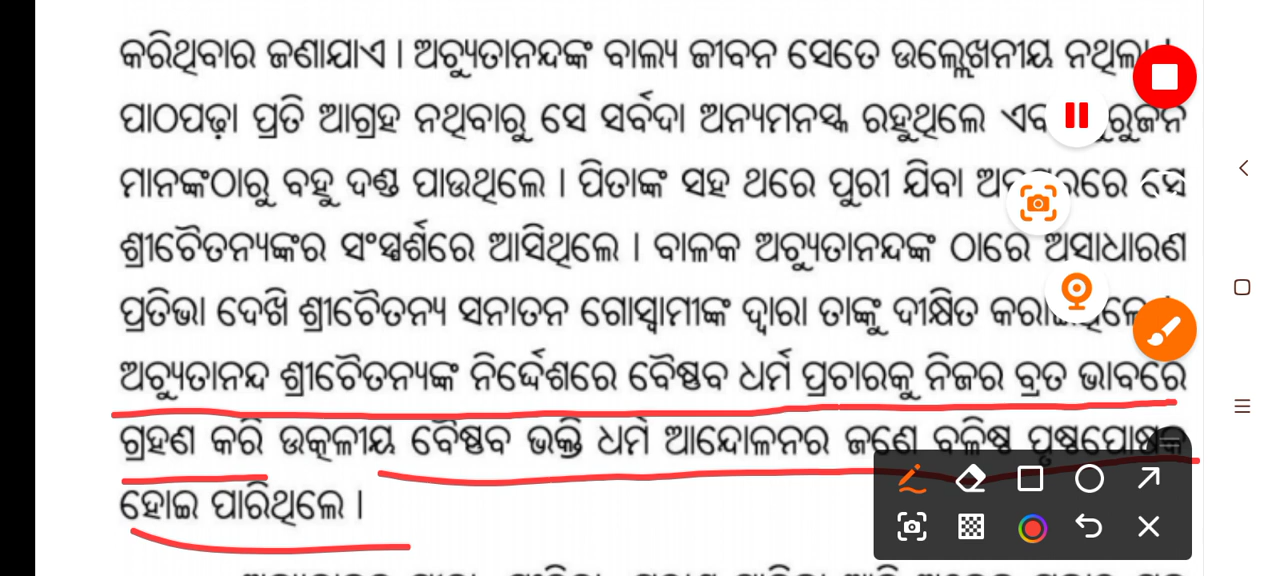 କରିଥିବାର ଜଣାଯାଏ । ଅଚ୍ୟୁତାନନ୍ଦଙ୍କ ବାଲ୍ୟ ଜୀବନ ସେତେ ଉଲ୍ଲେଖନୀୟ ନଥିଲା ।
ପାଠପଢ଼ା ପ୍ରତି ଆଗ୍ରହ ନଥିବାରୁ ସେ ସର୍ବଦା ଅନ୍ୟମନସ୍କ ରହୁଥିଲେ
ମାନଙ୍କଠାରୁ ବହୁ ଦଣ୍ଡ ପାଉଥିଲେ । ପିତାଙ୍କ ସହ ଥରେ ପୁରୀ ଯିବା ସେ
ଶ୍ରୀଚୈତନ୍ୟଙ୍କର ସଂସ୍ପର୍ଶରେ ଆସିଥିଲେ । ବାଳକ ଅଚ୍ୟୁତାନନ୍ଦଙ୍କ ଠାରେ ଅସାଧାରଣ
ପ୍ରତିଭା ଦେଖି ଶ୍ରୀଚୈତନ୍ୟ ସନାତନ ଗୋସ୍ୱାମୀଙ୍କ ଦ୍ୱାରା ତାଙ୍କୁ ଦୀକ୍ଷିତ
ଅଚ୍ୟୁତାନନ୍ଦ ଶ୍ରୀଚୈତନ୍ୟଙ୍କ ନିର୍ଦ୍ଦେଶରେ ବୈଷ୍ଣବ ଧର୍ମ ପ୍ରଚାରକୁ ନିଜର ବ୍ରତ ଭାବରେ
ଗ୍ରହଣ କରି ଉତ୍କଳୀୟ ବୈଷ୍ଣବ ଭକ୍ତି ଧର୍ମ ଆନ୍ଦୋଳନର ଜଣେ ବଳିଷ୍ଠ ପୃଷ୍ଠପୋଷକ
ହୋଇ ପାରିଥିଲେ ।